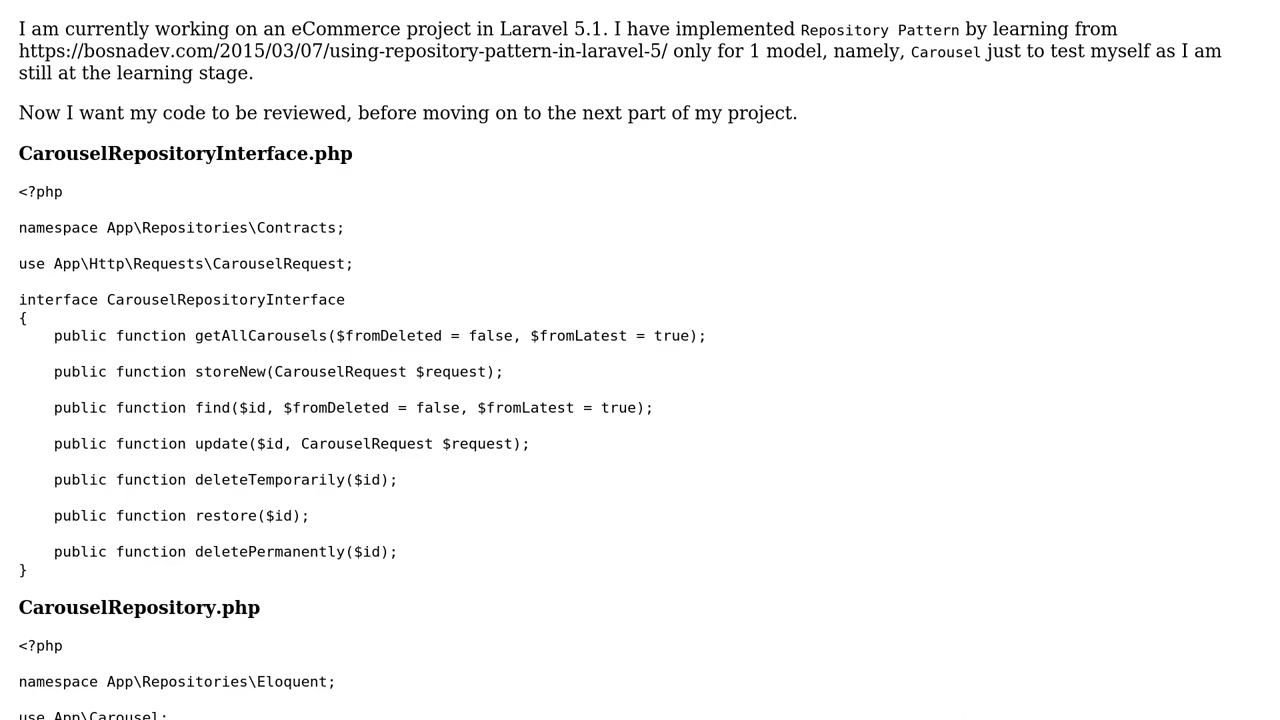 I am currently working on an eCommerce project in Laravel 5.1. I have implemented Repository Pattern by learning from
https://bosnadev.com/2015/03/07/using-repository-pattern-in-laravel-5/ only for 1 model, namely, Carousel just to test myself as I am
still at the learning stage.
Now I want my code to be reviewed, before moving on to the next part of my project.
CarouselRepositoryInterface.php
<?php
namespace App\Repositories\Contracts;
use App\Http\Requests\CarouselRequest;
interface CarouselRepositoryInterface
{
    public function getAllCarousels($fromDeleted = false, $fromLatest = true);
    public function storeNew(CarouselRequest $request);
    public function find($id, $fromDeleted = false, $fromLatest = true);
    public function update($id, CarouselRequest $request);
    public function deleteTemporarily($id);
    public function restore($id);
    public function deletePermanently($id);
}
CarouselRepository.php
<?php
namespace App\Repositories\Eloquent;
use App\Carousel;